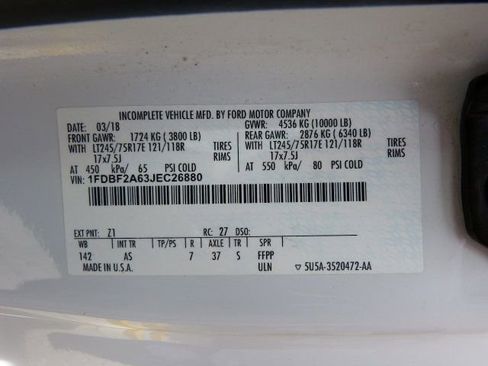 INCOMPLETE VEHICLE MFD. BY FORD MOTOR COMPANY
DATE: 03/18 GVWR: 4536 KG (10000 LB)
FRONT GAWR: 1724 KG ( 3800 LB) REAR GAWR: 2876 KG ( 6340 LB)
WITH LT245/75R17E 121/118R TIRES WITH LT245/75R17E 121/118R TIRES
17x7.5J RIMS 17x7.5J RIMS
AT 450 kPa/ 65 PSI COLD AT 550 kPa/ 80 PSI COLD
VIN: 1FDBF2A63JEC26880
EXT PNT: Z1 RC: 27 DSO:
WB INT TR TP/PS R AXLE TR SPR
142 AS 7 37 S FFPP
MADE IN U.S.A. ULN ▽ 5U5A-3520472-AA